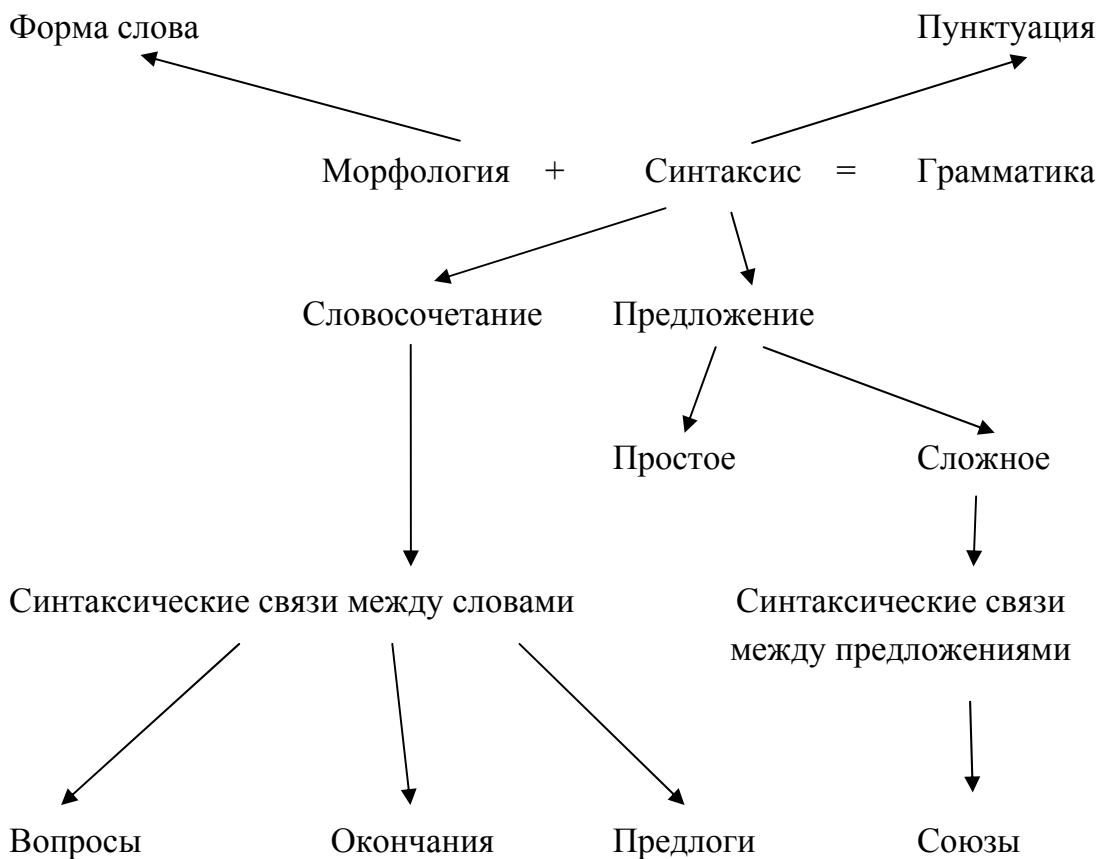 Форма слова Пунктуация
Морфология + Синтаксис = Грамматика
Словосочетание Предложение
Простое Сложное
Синтаксические связи между словами Синтаксические связи
между предложениями
Вопросы Окончания Предлоги Союзы